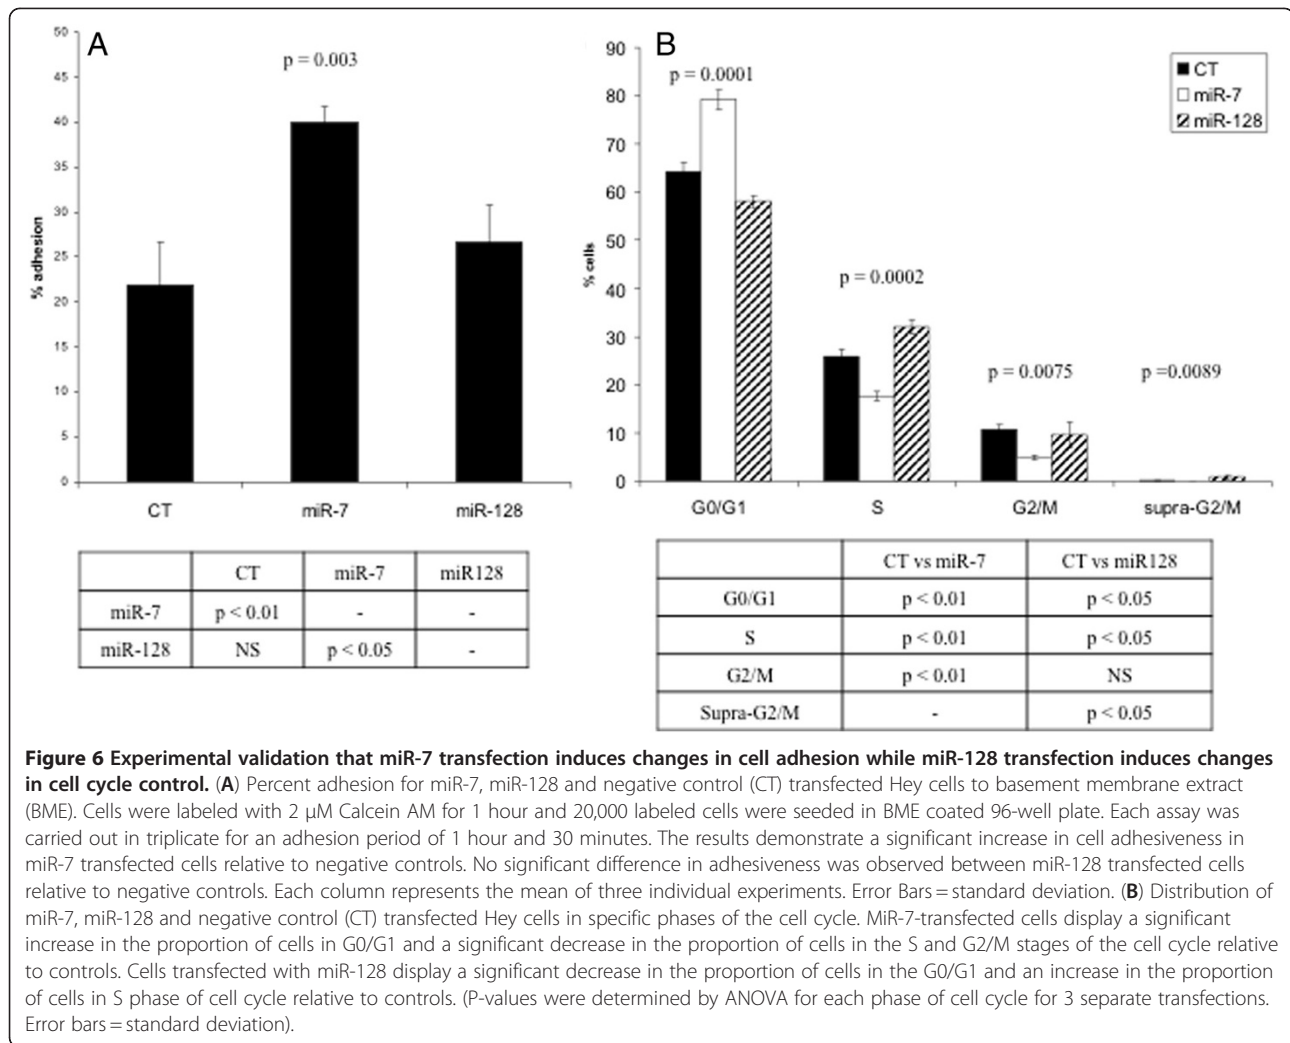 A
50
45
40
35
30
25
20
15
10
5
0
% adhesion
p = 0.003
CT miR-7 miR-128
CT miR-7 miR128
miR-7 p < 0.01 - -
miR-128 NS p < 0.05 -
B
90
80
70
60
50
40
30
20
10
0
% cells
p = 0.0001
p = 0.0002
p = 0.0075
p =0.0089
CT
miR-7
miR-128
G0/G1 S G2/M supra-G2/M
CT vs miR-7 CT vs miR128
G0/G1 p < 0.01 p < 0.05
S p < 0.01 p < 0.05
G2/M p < 0.01 NS
Supra-G2/M - p < 0.05
Figure 6 Experimental validation that miR-7 transfection induces changes in cell adhesion while miR-128 transfection induces changes
in cell cycle control. (A) Percent adhesion for miR-7, miR-128 and negative control (CT) transfected Hey cells to basement membrane extract
(BME). Cells were labeled with 2 μM Calcein AM for 1 hour and 20,000 labeled cells were seeded in BME coated 96-well plate. Each assay was
carried out in triplicate for an adhesion period of 1 hour and 30 minutes. The results demonstrate a significant increase in cell adhesiveness in
miR-7 transfected cells relative to negative controls. No significant difference in adhesiveness was observed between miR-128 transfected cells
relative to negative controls. Each column represents the mean of three individual experiments. Error Bars = standard deviation. (B) Distribution of
miR-7, miR-128 and negative control (CT) transfected Hey cells in specific phases of the cell cycle. MiR-7-transfected cells display a significant
increase in the proportion of cells in G0/G1 and a significant decrease in the proportion of cells in the S and G2/M stages of the cell cycle relative
to controls. Cells transfected with miR-128 display a significant decrease in the proportion of cells in the G0/G1 and an increase in the proportion
of cells in S phase of cell cycle relative to controls. (P-values were determined by ANOVA for each phase of cell cycle for 3 separate transfections.
Error bars = standard deviation).